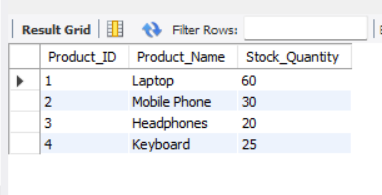 Result Grid Filter Rows:
Product_ID Product_Name Stock_Quantity
1 Laptop 60
2 Mobile Phone 30
3 Headphones 20
4 Keyboard 25